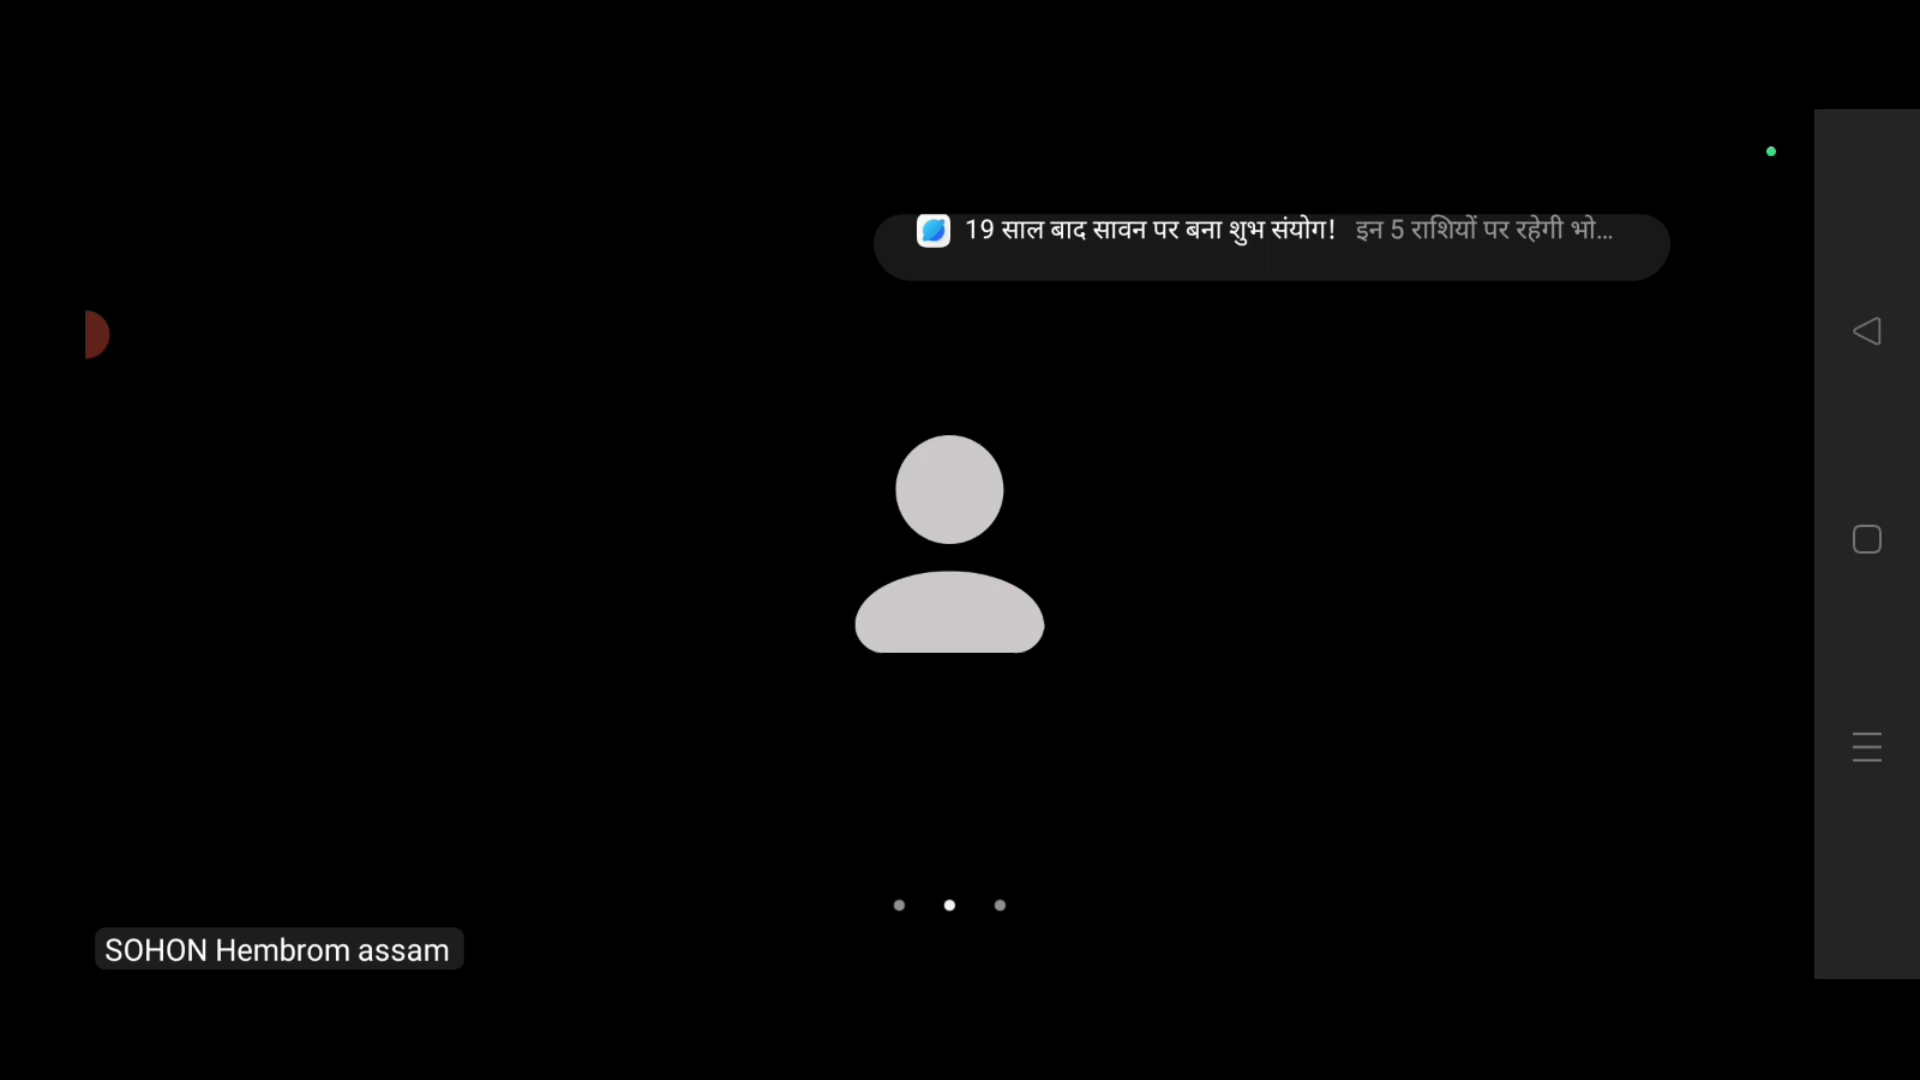 19 साल बाद सावन पर बना शुभ संयोग! इन 5 राशियों पर रहेगी भो...
SOHON Hembrom assam